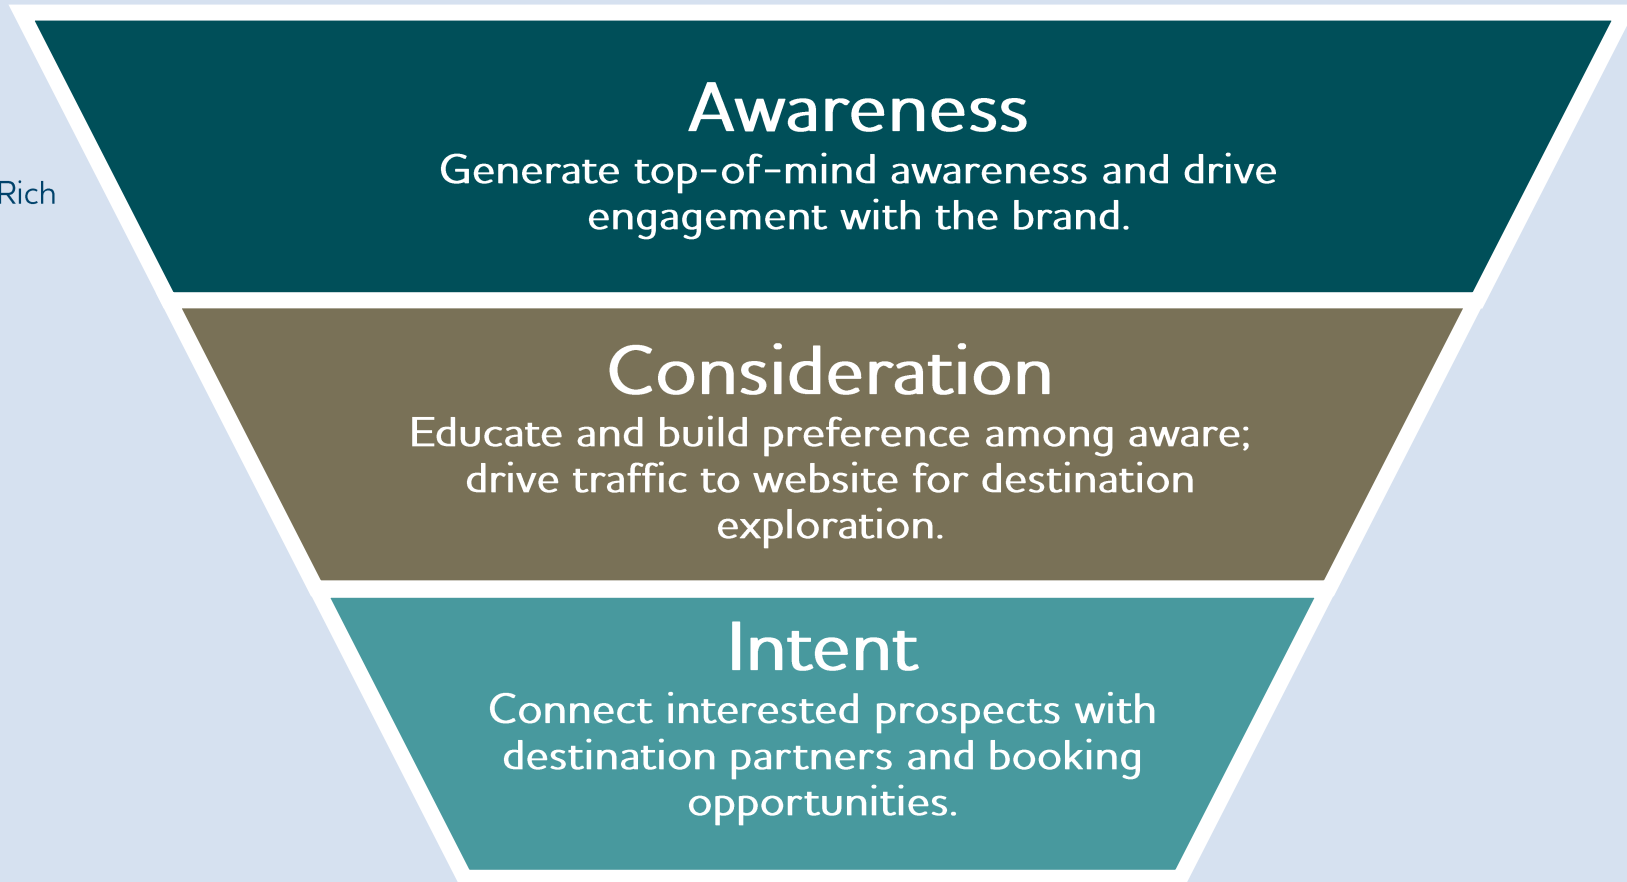 Awareness
Generate top-of-mind awareness and drive
engagement with the brand.
Rich
Consideration
Educate and build preference among aware;
drive traffic to website for destination
exploration.
Intent
Connect interested prospects with
destination partners and booking
opportunities.